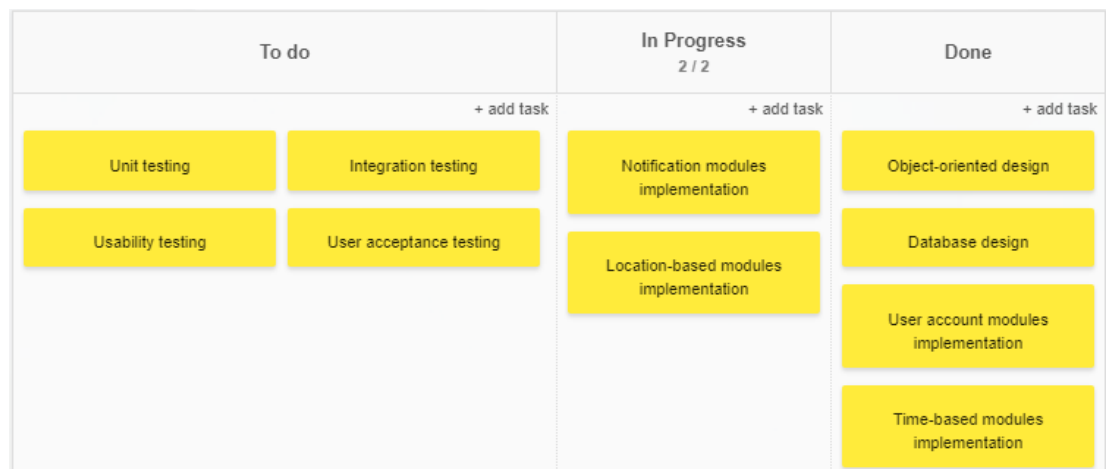 To do
In Progress
2 / 2
Done
+ add task
+ add task
+ add task
Unit testing
Integration testing
Usability testing
User acceptance testing
Notification modules
implementation
Location-based modules
implementation
Object-oriented design
Database design
User account modules
implementation
Time-based modules
implementation